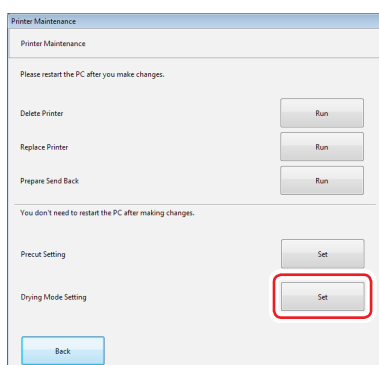 Printer Maintenance
Printer Maintenance
Please restart the PC after you make changes.
Delete Printer Run
Replace Printer Run
Prepare Send Back Run
You don't need to restart the PC after making changes.
Precut Setting Set
Drying Mode Setting Set
Back